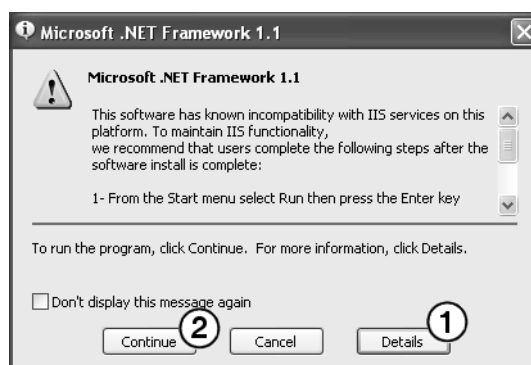 Microsoft .NET Framework 1.1
Microsoft .NET Framework 1.1
This software has known incompatibility with IIS services on this
platform. To maintain IIS functionality,
we recommend that users complete the following steps after the
software install is complete:
1- From the Start menu select Run then press the Enter key
To run the program, click Continue. For more information, click Details.
Don't display this message again
Continue 2 Cancel Details 1